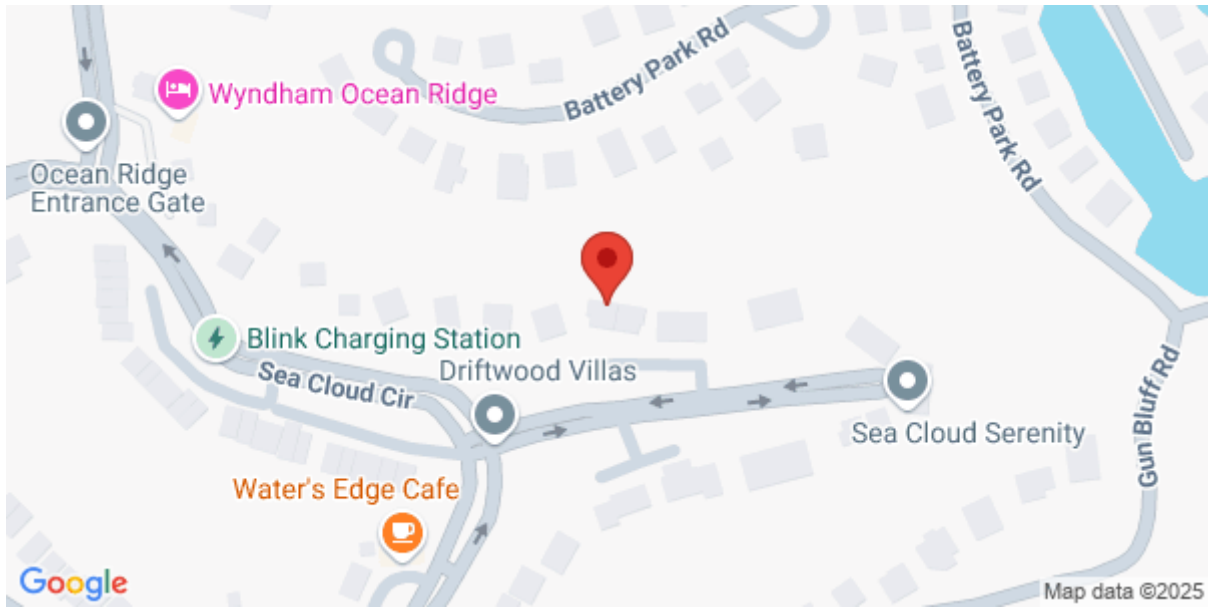 Battery Park Rd
Battery Park Rd
Wyndham Ocean Ridge
Ocean Ridge
Entrance Gate
Blink Charging Station
Driftwood Villas
Sea Cloud Cir
Sea Cloud Serenity
Gun Bluff Rd
Water's Edge Cafe
Google
Map data ©2025